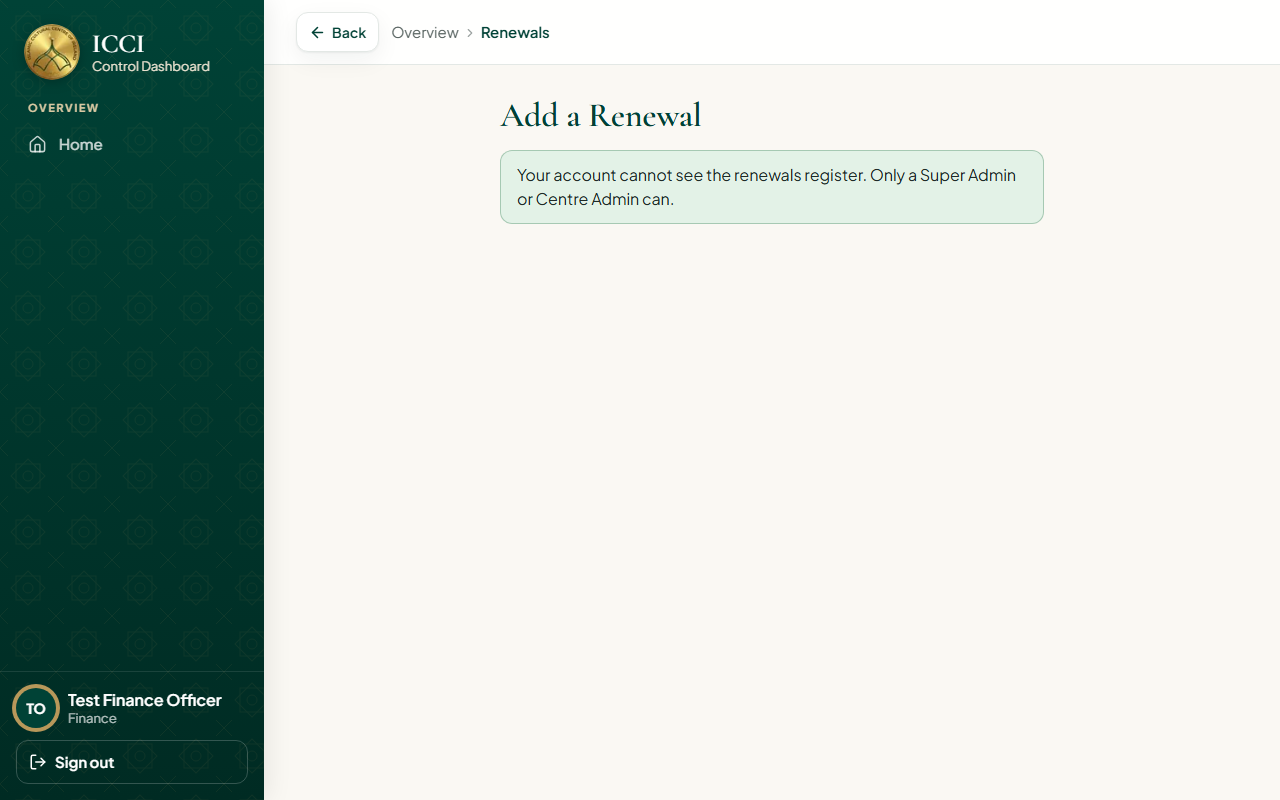 ICCI
Control Dashboard
OVERVIEW
Home
Test Finance Officer
TO
Finance
Sign out
Back
Overview
Renewals
Add a Renewal
Your account cannot see the renewals register. Only a Super Admin
or Centre Admin can.